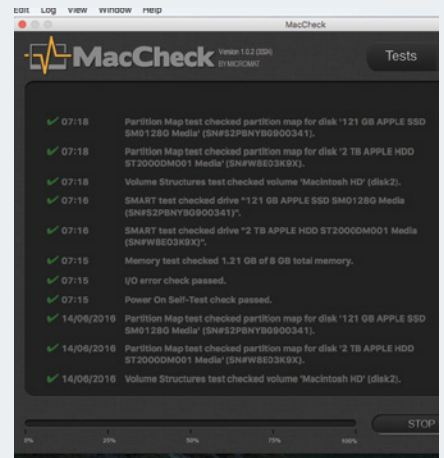 Edit Log View Window Help
MacCheck
MacCheck Version 1.0.2 (3324)
BY MICROMAT
Tests
07:18 Partition Map test checked partition map for disk '121 GB APPLE SSD
SM0128G Media' (SN#S2PBNYBG900341).
07:18 Partition Map test checked partition map for disk '2 TB APPLE HDD
ST2000DM001 Media' (SN#W8E03K9X).
07:18 Volume Structures test checked volume 'Macintosh HD' (disk2).
07:16 SMART test checked drive "121 GB APPLE SSD SM0128G Media
(SN#S2PBNYBG900341)".
07:16 SMART test checked drive "2 TB APPLE HDD ST2000DM001 Media
(SN#W8E03K9X)".
07:15 Memory test checked 1.21 GB of 8 GB total memory.
07:15 I/O error check passed.
07:15 Power On Self-Test check passed.
14/06/2016 Partition Map test checked partition map for disk '121 GB APPLE SSD
SM0128G Media' (SN#S2PBNYBG900341).
14/06/2016 Partition Map test checked partition map for disk '2 TB APPLE HDD
ST2000DM001 Media' (SN#W8E03K9X).
14/06/2016 Volume Structures test checked volume 'Macintosh HD' (disk2).
STOP
0% 25% 50% 75% 100%